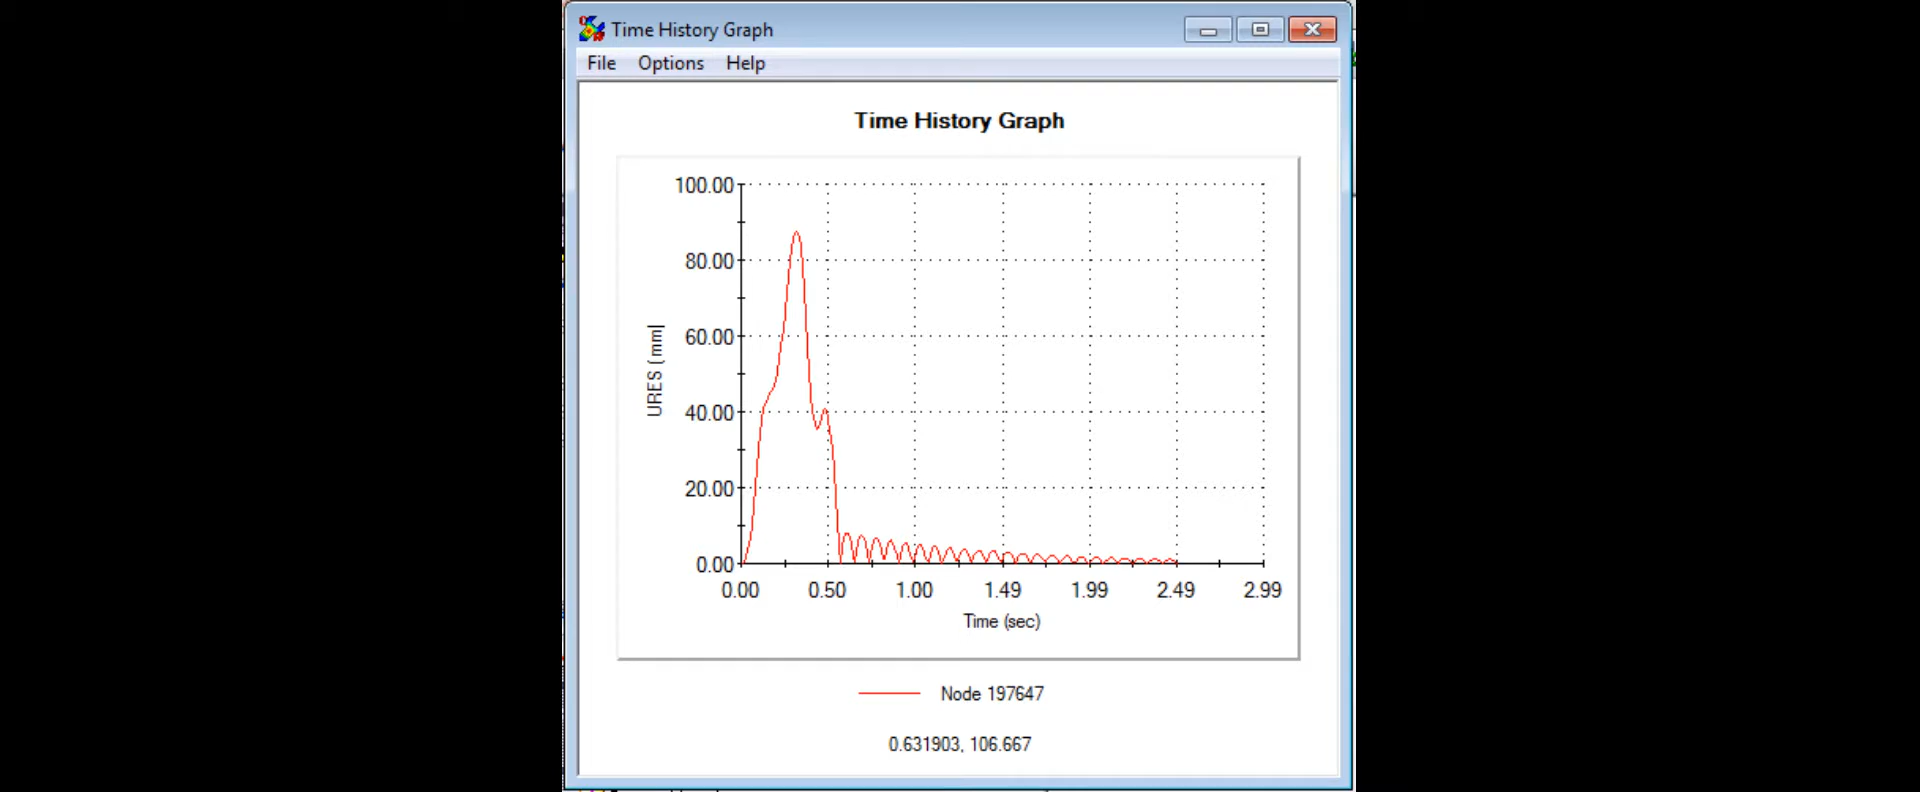 Time History Graph
File Options Help
Time History Graph
100.00
80.00
60.00
40.00
20.00
0.00
URES (mm)
0.00 0.50 1.00 1.49 1.99 2.49 2.99
Time (sec)
Node 197647
0.631903, 106.667